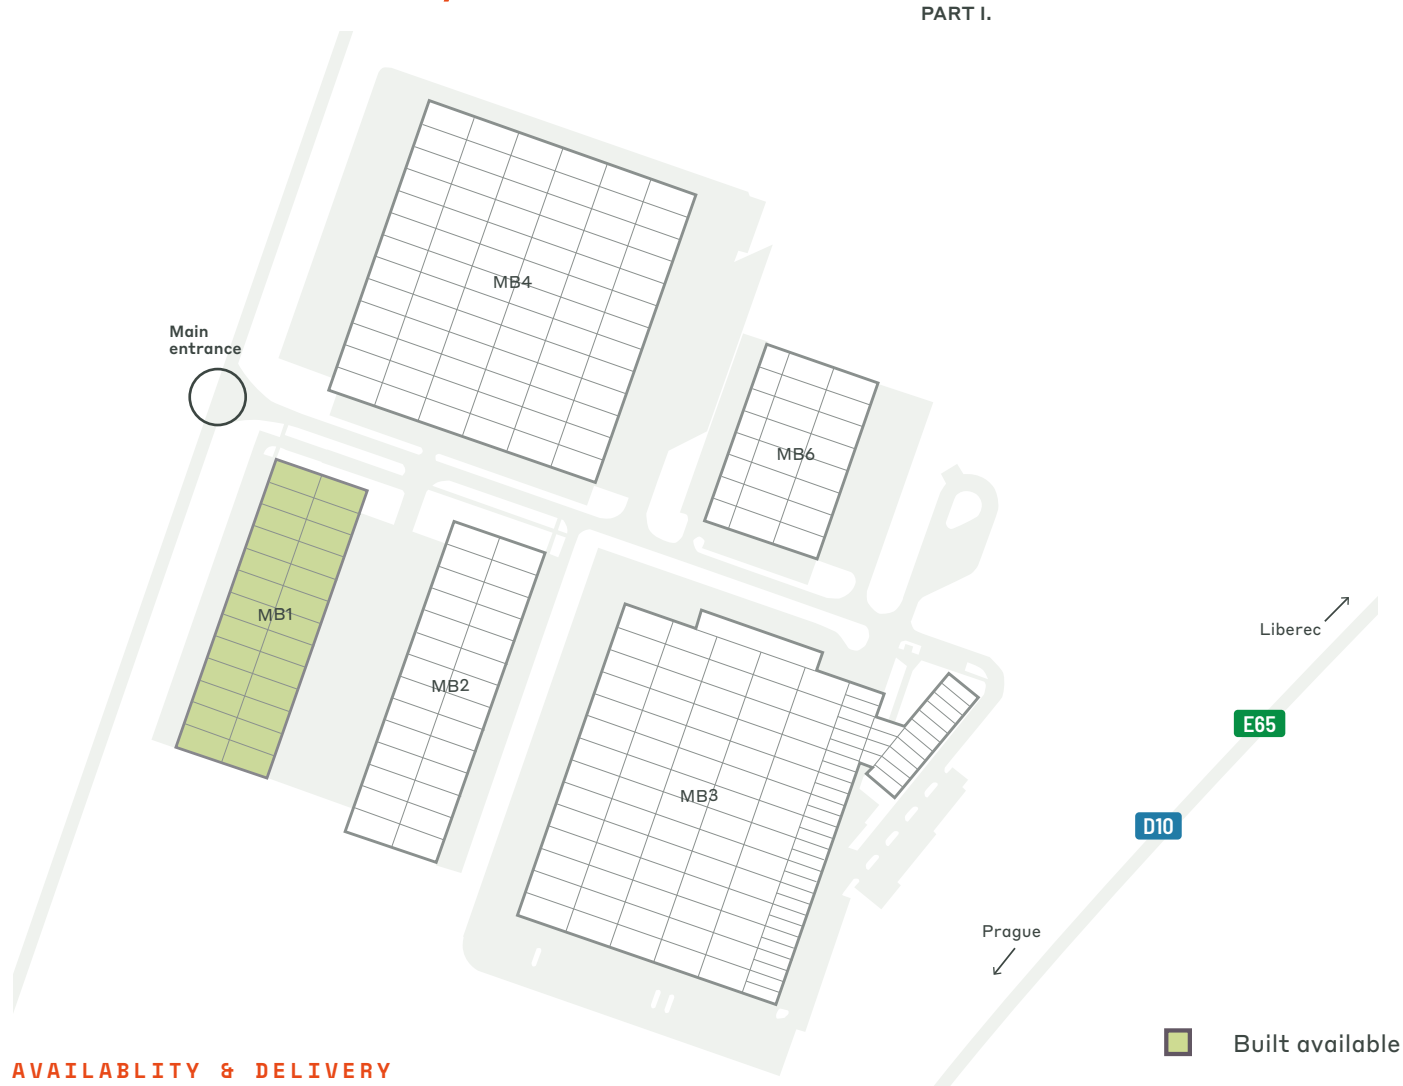 PART I.
MB4
Main
entrance
MB6
MB1
Liberec
MB2
E65
MB3
D10
Prague
Built available
AVAILABLITY & DELIVERY